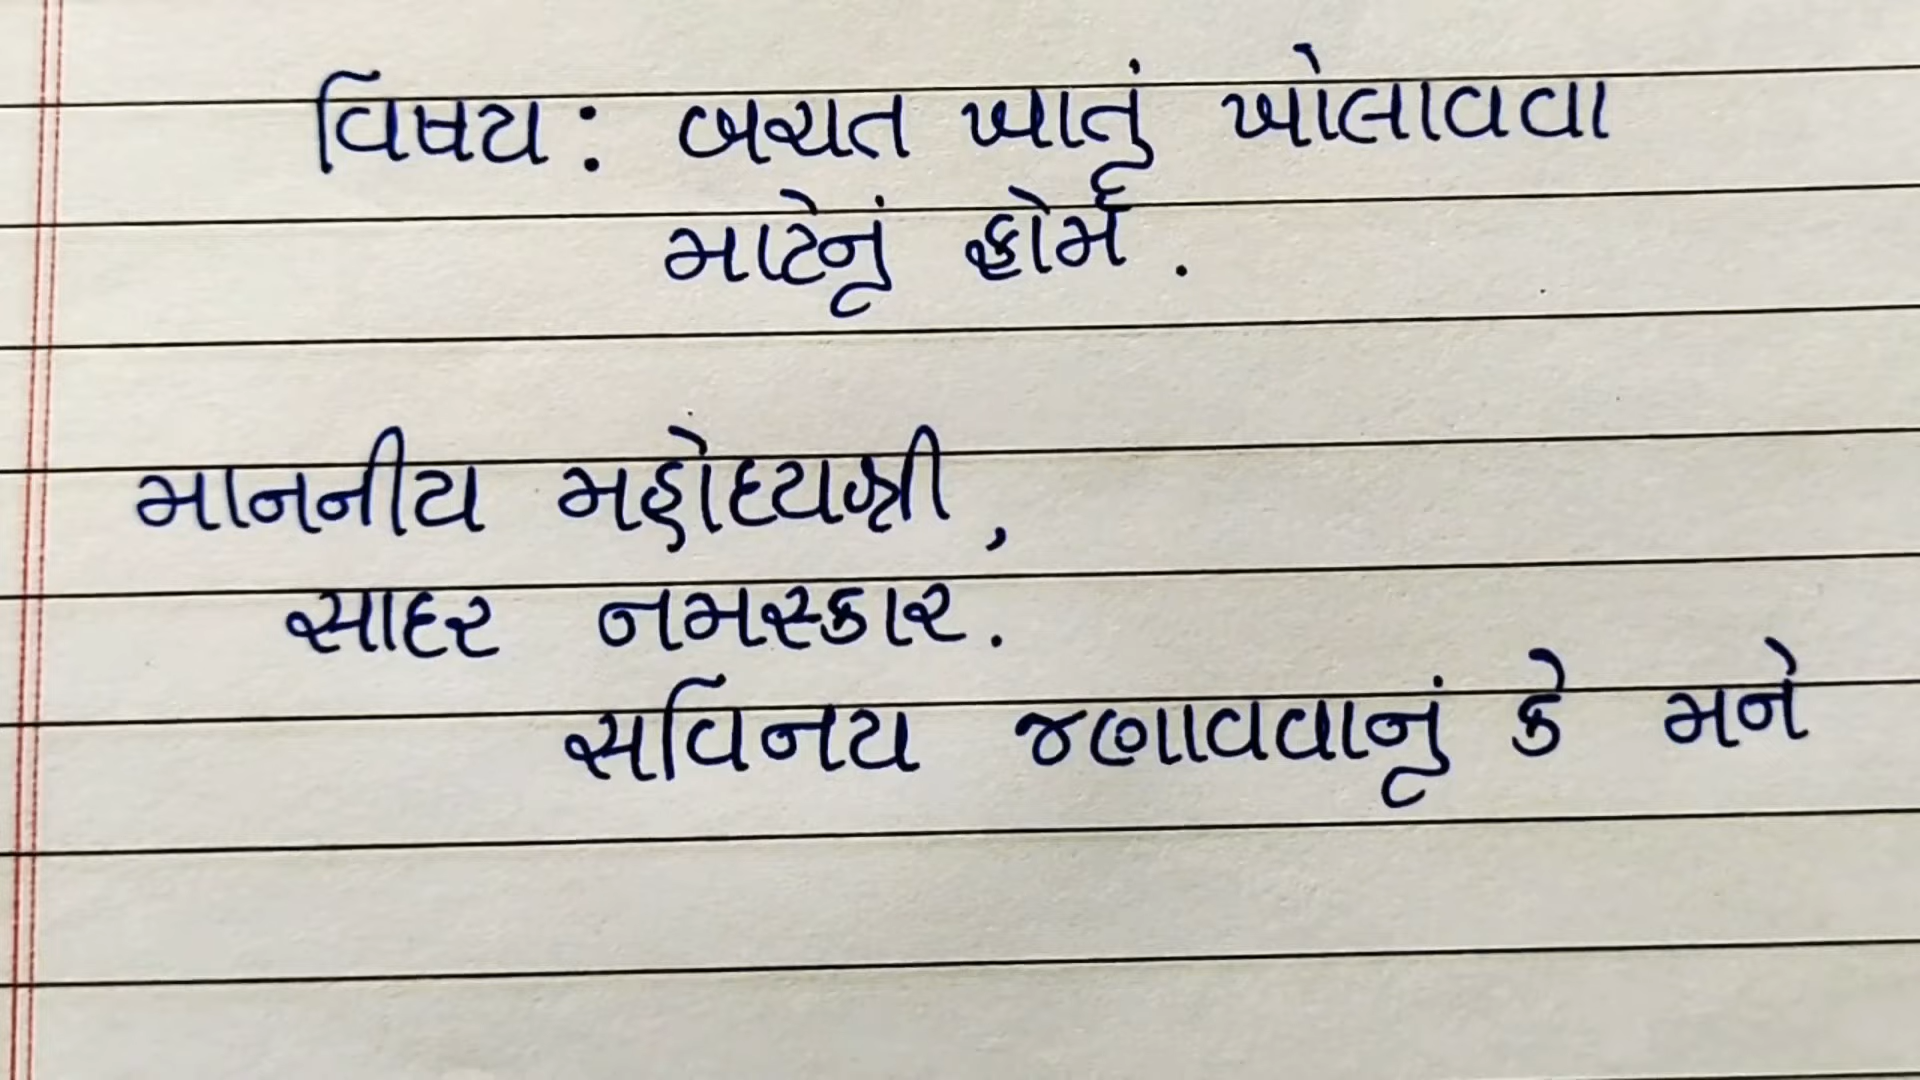 વિષય: બચત ખાતું ખોલાવવા
માટેનું ફોર્મ.
માનનીય મહોદયશ્રી,
સાદર નમસ્કાર.
સવિનય જણાવવાનું કે મને